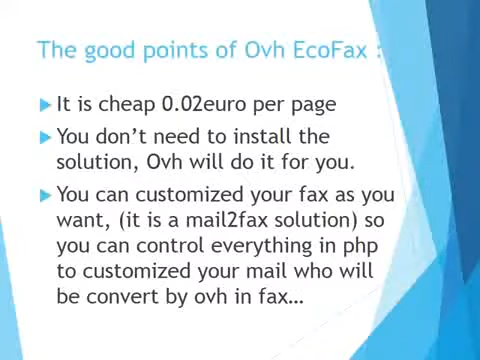 The good points of Ovh EcoFax :
It is cheap 0.02euro per page
You don't need to install the
solution, Ovh will do it for you.
You can customized your fax as you
want, (it is a mail2fax solution) so
you can control everything in php
to customized your mail who will
be convert by ovh in fax…